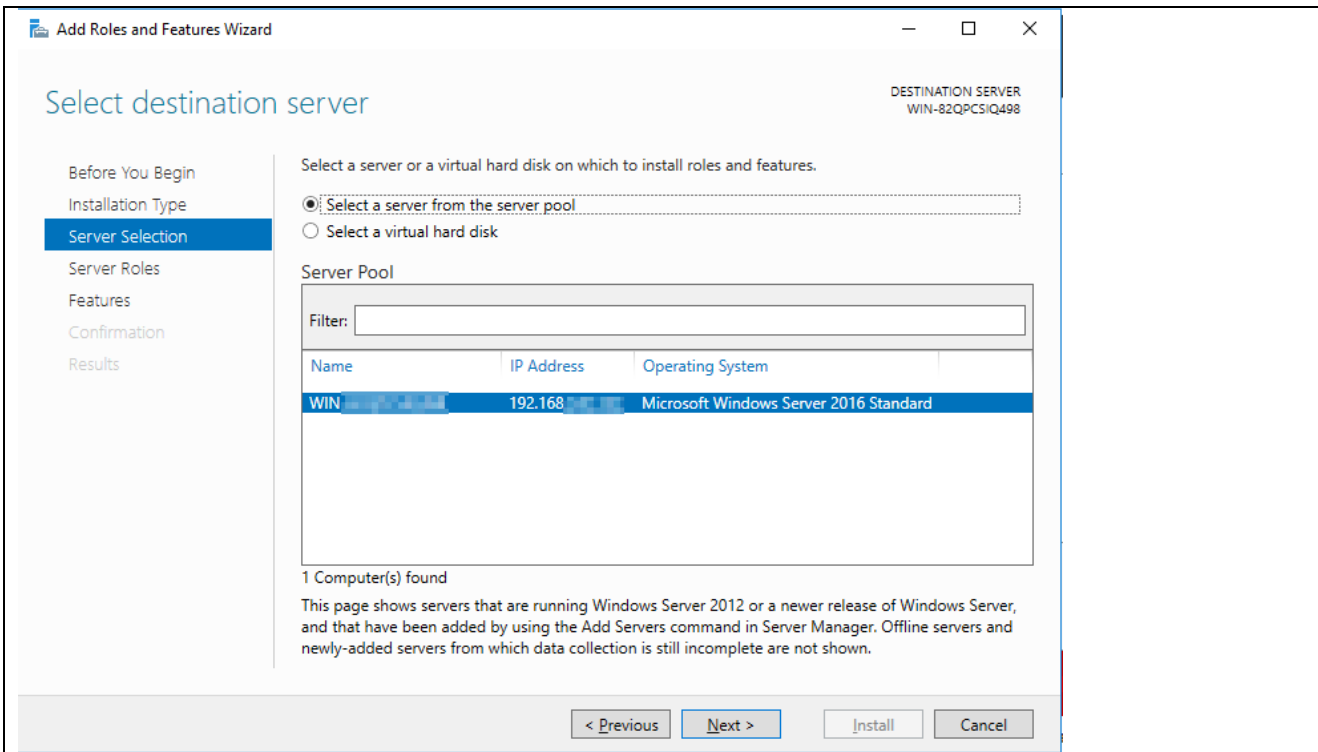 Add Roles and Features Wizard
Select destination server
DESTINATION SERVER
WIN-82QPCSIQ498
Before You Begin
Installation Type
Server Selection
Server Roles
Features
Confirmation
Results
Select a server or a virtual hard disk on which to install roles and features.
Select a server from the server pool
Select a virtual hard disk
Server Pool
Filter:
Name IP Address Operating System
WIN 192.168 Microsoft Windows Server 2016 Standard
1 Computer(s) found
This page shows servers that are running Windows Server 2012 or a newer release of Windows Server,
and that have been added by using the Add Servers command in Server Manager. Offline servers and
newly-added servers from which data collection is still incomplete are not shown.
< Previous Next > Install Cancel